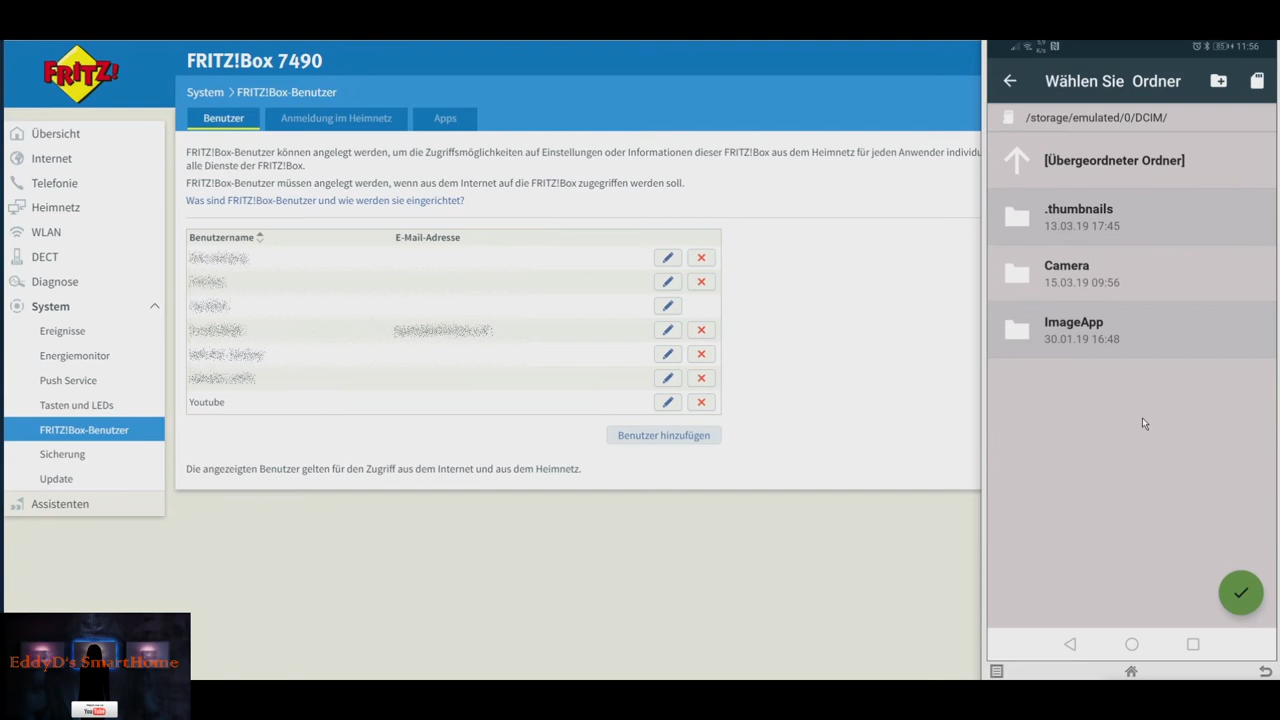 FRITZ!
FRITZ!Box 7490
System > FRITZ!Box-Benutzer
Benutzer
Anmeldung im Heimnetz
Apps
Übersicht
Internet
Telefonie
Heimnetz
WLAN
DECT
Diagnose
System
Ereignisse
Energiemonitor
Push Service
Tasten und LEDs
FRITZ!Box-Benutzer
Sicherung
Update
Assistenten
FRITZ!Box-Benutzer können angelegt werden, um die Zugriffsmöglichkeiten auf Einstellungen oder Informationen dieser FRITZ!Box aus dem Heimnetz für jeden Anwender individu
alle Dienste der FRITZ!Box.
FRITZ!Box-Benutzer müssen angelegt werden, wenn aus dem Internet auf die FRITZ!Box zugegriffen werden soll.
Was sind FRITZ!Box-Benutzer und wie werden sie eingerichtet?
Benutzername
E-Mail-Adresse
Youtube
Benutzer hinzufügen
Die angezeigten Benutzer gelten für den Zugriff aus dem Internet und aus dem Heimnetz.
85 11:56
Wählen Sie Ordner
/storage/emulated/0/DCIM/
[Übergeordneter Ordner]
.thumbnails
13.03.19 17:45
Camera
15.03.19 09:56
ImageApp
30.01.19 16:48
EddyD's SmartHome